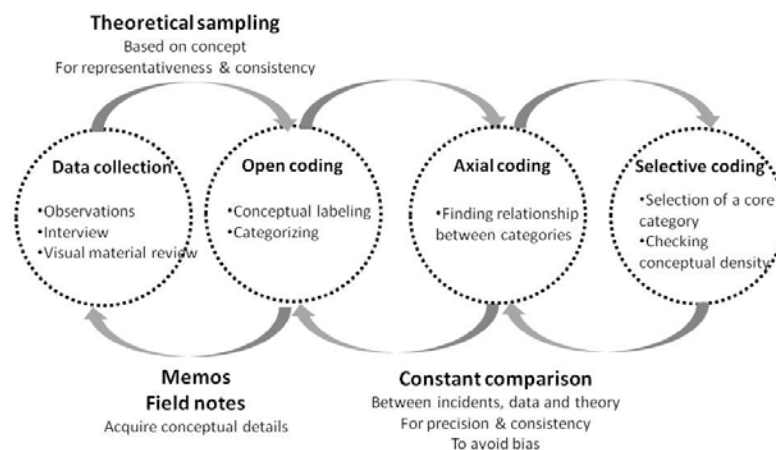 Theoretical sampling
Based on concept
For representiveness & consistency
Data collection
•Observations
•Interview
•Visual material review
Open coding
•Conceptual labeling
•Categorizing
Axial coding
•Finding relationship
between categories
Selective coding
•Selection of a core
category
•Checking
conceptual density
Memos
Field notes
Acquire conceptual details
Constant comparison
Between incidents, data and theory
For precision & consistency
To avoid bias